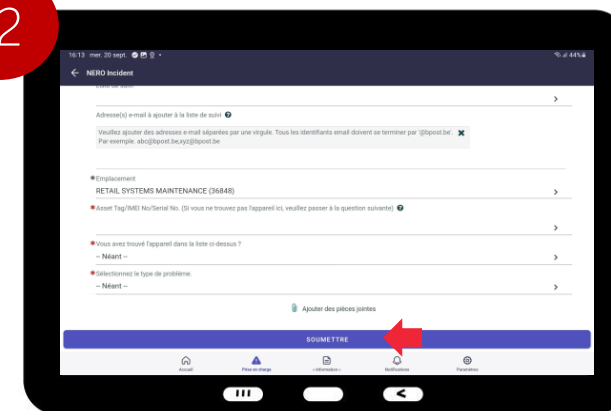 2
16:13 mer. 20 sept.
44%
NERO Incident
Adresse(s) e-mail à ajouter à la liste de suivi
Veuillez ajouter des adresses e-mail séparées par une virgule. Tous les identifiants email doivent se terminer par '@bpost.be'.
Par exemple. abc@bpost.be,xyz@bpost.be
*Emplacement
RETAIL SYSTEMS MAINTENANCE (36848)
*Asset Tag/IMEI No/Serial No. (Si vous ne trouvez pas l'appareil ici, veuillez passer à la question suivante)
*Vous avez trouvé l'appareil dans la liste ci-dessus ?
-- Néant --
*Sélectionnez le type de problème.
-- Néant --
Ajouter des pièces jointes
SOUMETTRE
Accueil Prise en charge - Information - Notifications Paramètres